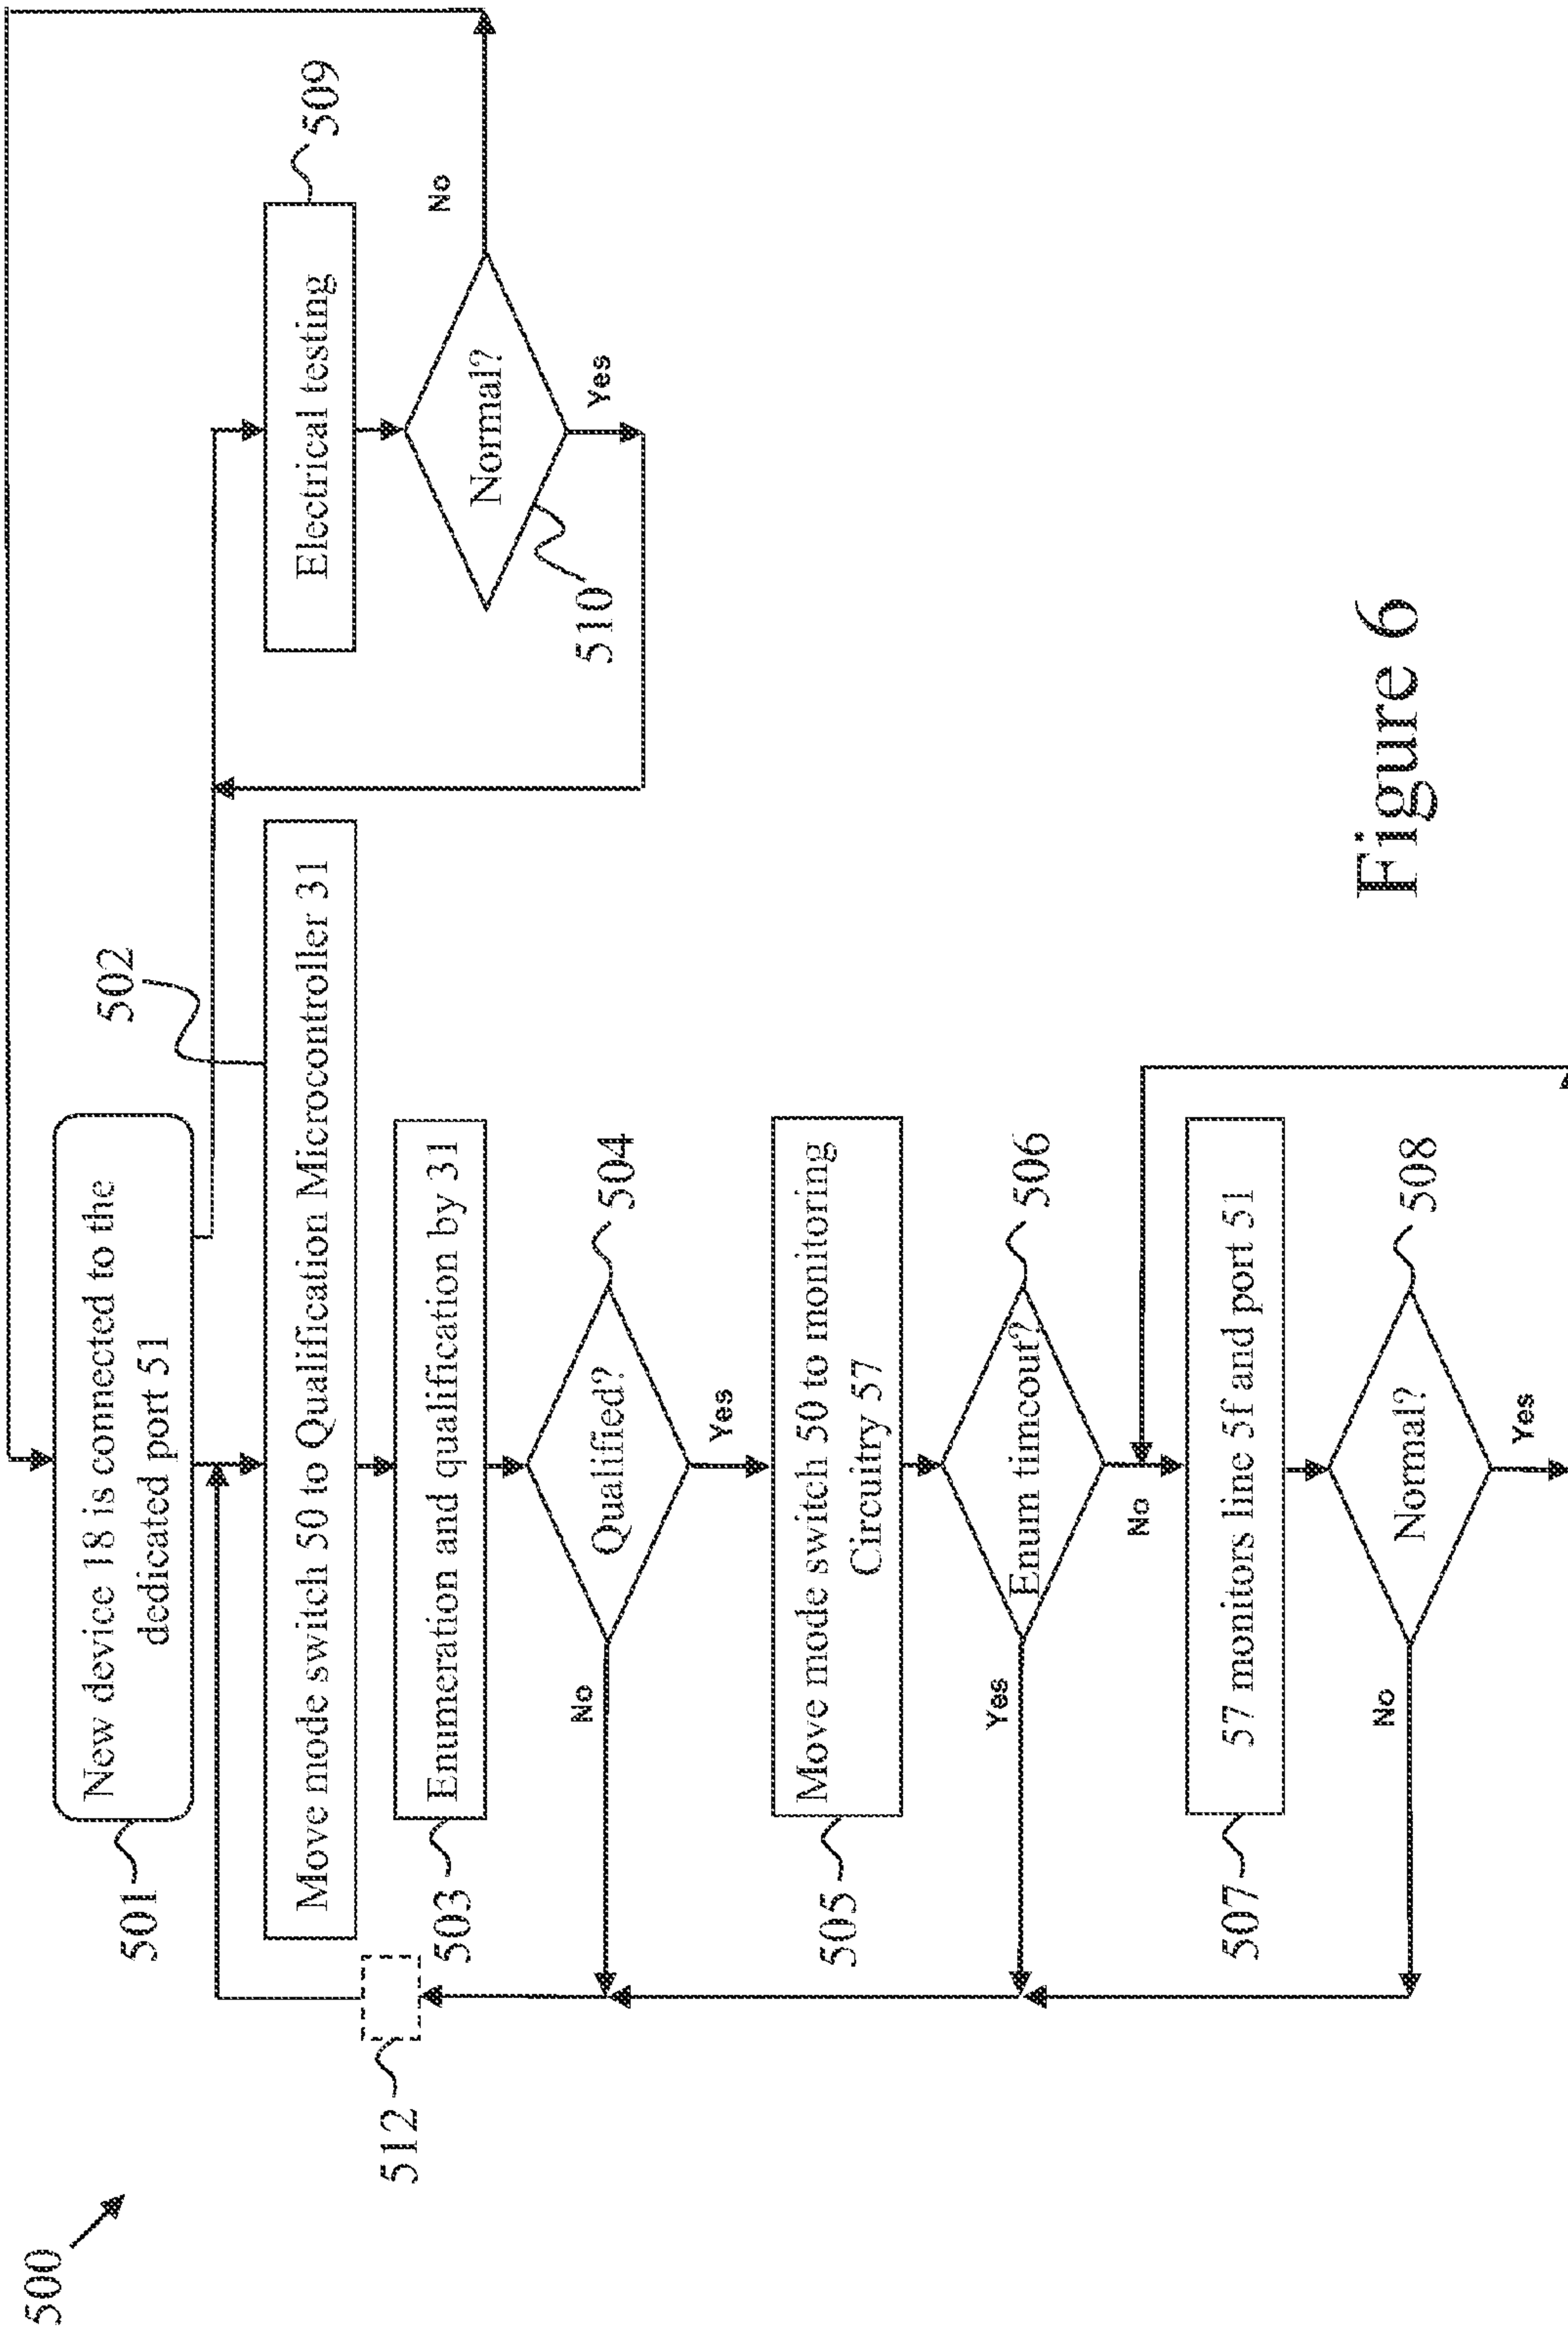 500
501
New device 18 is connected to the
dedicated port 51
502
Move mode switch 50 to Qualification Microcontroller 31
512
503
Enumeration and qualification by 31
Qualified?
504
No
Yes
505
Move mode switch 50 to monitoring
Circuitry 57
Enum timeout?
506
Yes
No
507
57 monitors line 5f and port 51
Normal?
508
No
Yes
Electrical testing
509
Normal?
510
No
Yes
Figure 6